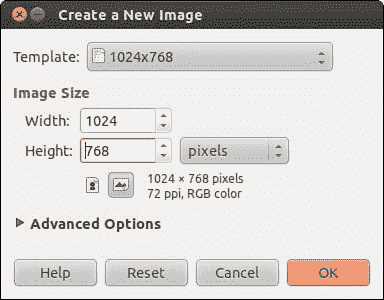 Create a New Image
Template: 1024x768
Image Size
Width: 1024
Height: 768 pixels
1024 × 768 pixels
72 ppi, RGB color
Advanced Options
Help Reset Cancel OK